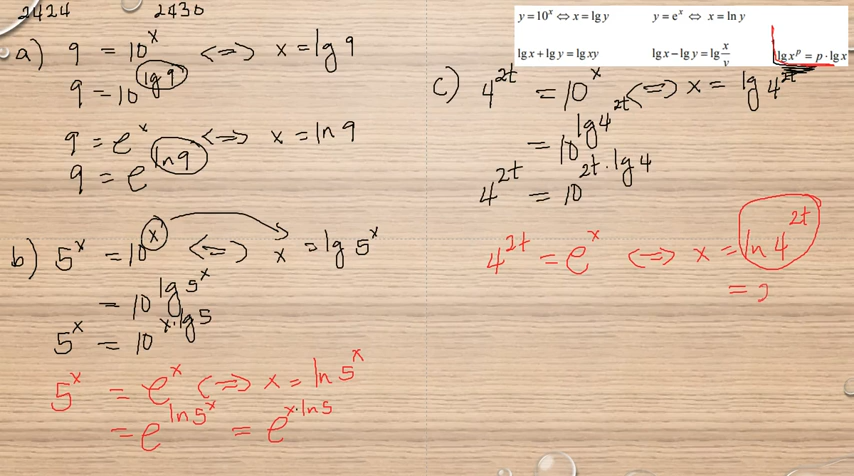 2424 2430
y = 10^x ⇔ x = lg y y = e^x ⇔ x = ln y
lg x + lg y = lg xy lg x − lg y = lg x/y lg x^p = p · lg x
a) 9 = 10^x ⇔ x = lg 9
9 = 10^(lg 9)
9 = e^x ⇔ x = ln 9
9 = e^(ln 9)
b) 5^x = 10^x ⇔ x = lg 5^x
= 10^(lg 5^x)
5^x = 10^(x·lg 5)
5^x = e^x ⇔ x = ln 5^x
= e^(ln 5^x) = e^(x·ln 5)
c) 4^(2t) = 10^x ⇔ x = lg 4^(2t)
= 10^(lg 4^(2t))
4^(2t) = 10^(2t·lg 4)
4^(2t) = e^x ⇔ x = ln 4^(2t)
=